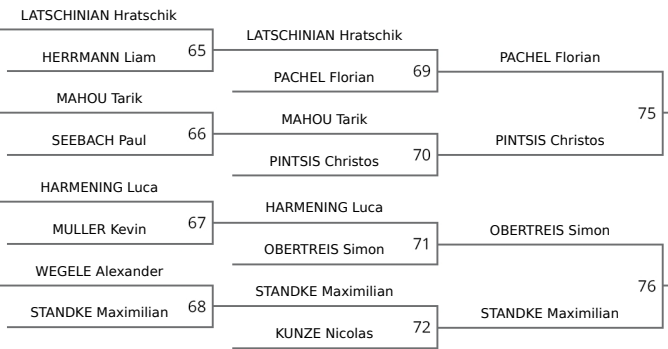 LATSCHINIAN Hratschik
HERRMANN Liam
65
MAHOU Tarik
SEEBACH Paul
66
HARMENING Luca
MULLER Kevin
67
WEGELE Alexander
STANDKE Maximilian
68
LATSCHINIAN Hratschik
PACHEL Florian
69
MAHOU Tarik
PINTSIS Christos
70
HARMENING Luca
OBERTREIS Simon
71
STANDKE Maximilian
KUNZE Nicolas
72
PACHEL Florian
PINTSIS Christos
75
OBERTREIS Simon
STANDKE Maximilian
76